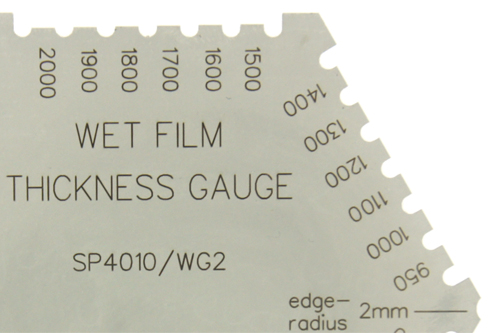 2000 1900 1800 1700 1600 1500
1400
1300
1200
1100
1000
950
WET FILM
THICKNESS GAUGE
SP4010/WG2
edge- 2mm
radius